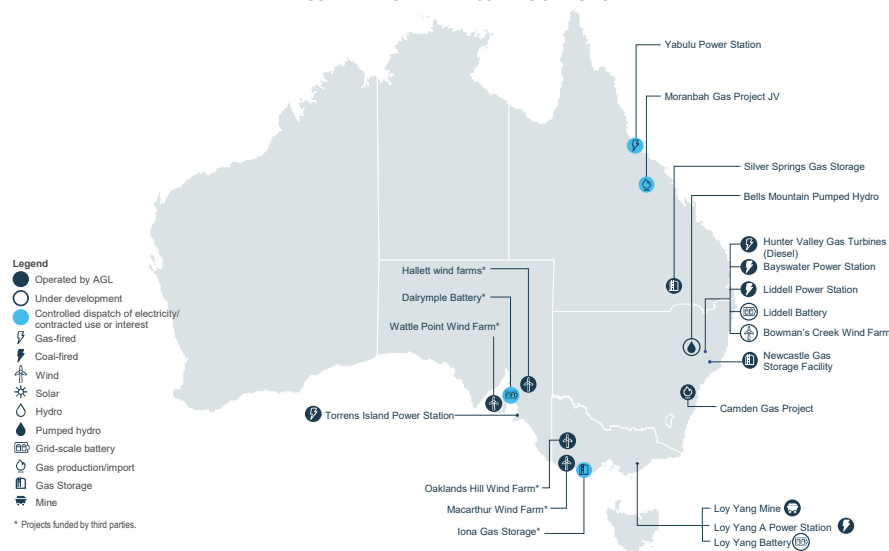 Yabulu Power Station
Moranbah Gas Project JV
Silver Springs Gas Storage
Bells Mountain Pumped Hydro
Hunter Valley Gas Turbines
(Diesel)
Bayswater Power Station
Liddell Power Station
Liddell Battery
Bowman's Creek Wind Farm
Newcastle Gas
Storage Facility
Camden Gas Project
Hallett wind farms*
Dalrymple Battery*
Wattle Point Wind Farm*
Torrens Island Power Station
Oaklands Hill Wind Farm*
Macarthur Wind Farm*
Iona Gas Storage*
Loy Yang Mine
Loy Yang A Power Station
Loy Yang Battery
Legend
Operated by AGL
Under development
Controlled dispatch of electricity/
contracted use or interest
Gas-fired
Coal-fired
Wind
Solar
Hydro
Pumped hydro
Grid-scale battery
Gas production/import
Gas Storage
Mine
* Projects funded by third parties.